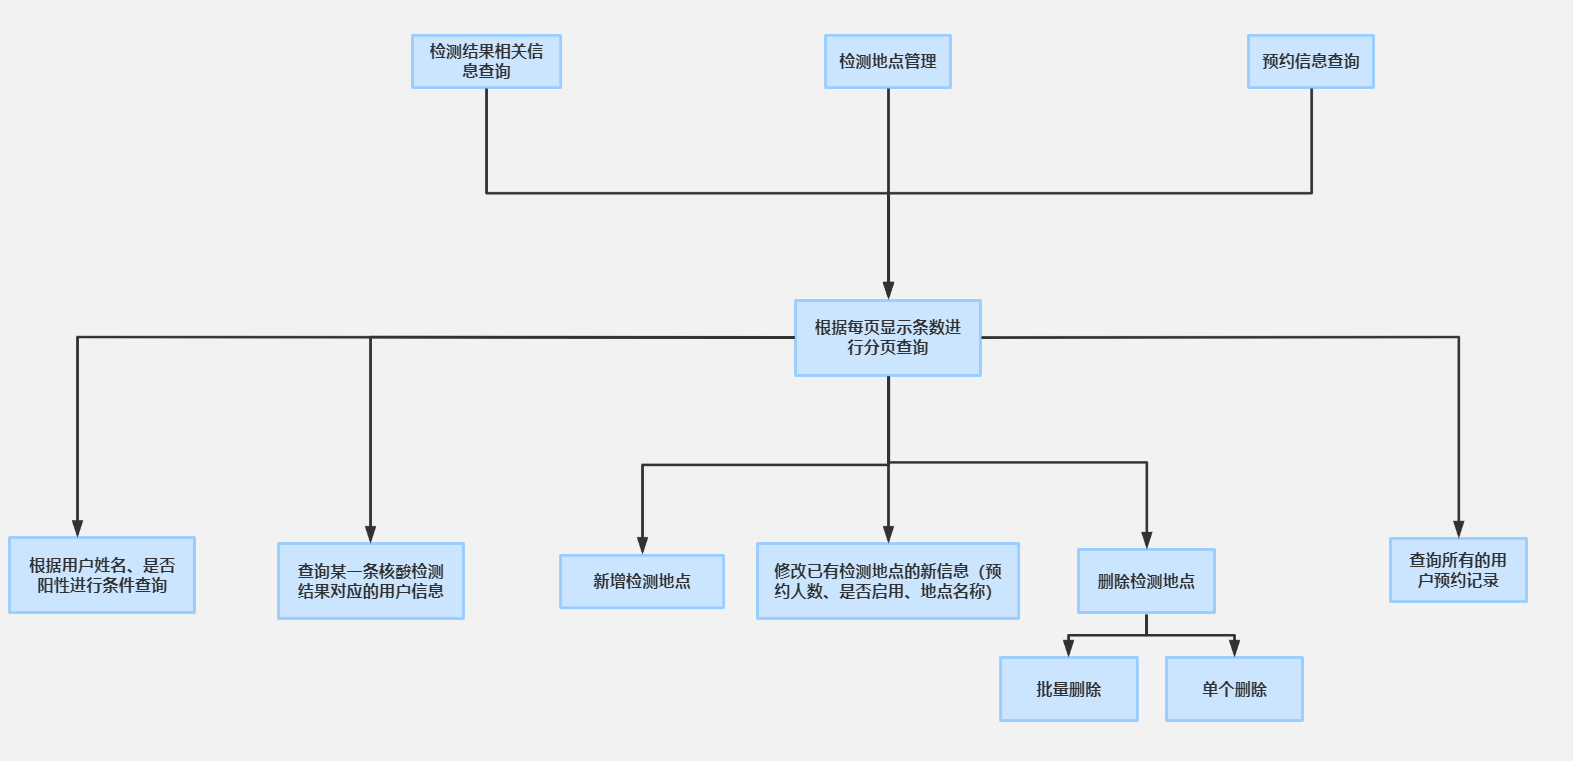 检测结果相关信
息查询
检测地点管理
预约信息查询
根据每页显示条数进
行分页查询
根据用户姓名、是否
阳性进行条件查询
查询某一条核酸检测
结果对应的用户信息
新增检测地点
修改已有检测地点的新信息（预
约人数、是否启用、地点名称）
删除检测地点
查询所有的用
户预约记录
批量删除
单个删除